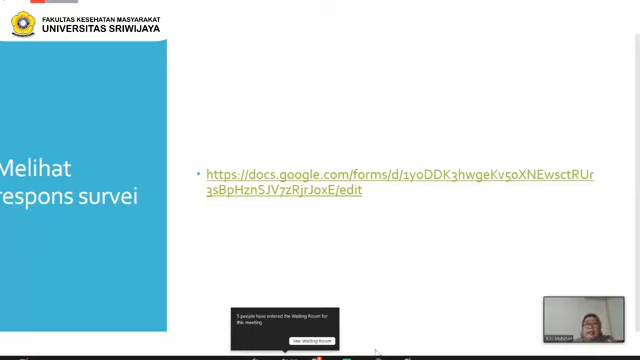 FAKULTAS KESEHATAN MASYARAKAT
UNIVERSITAS SRIWIJAYA
Melihat
respons survei
• https://docs.google.com/forms/d/1yoDDK3hwgeKv5oXNEwsctRUr
3sBpHznSJV7zRjrJoxE/edit
5 people have entered the Waiting Room for
this meeting.
See Waiting Room